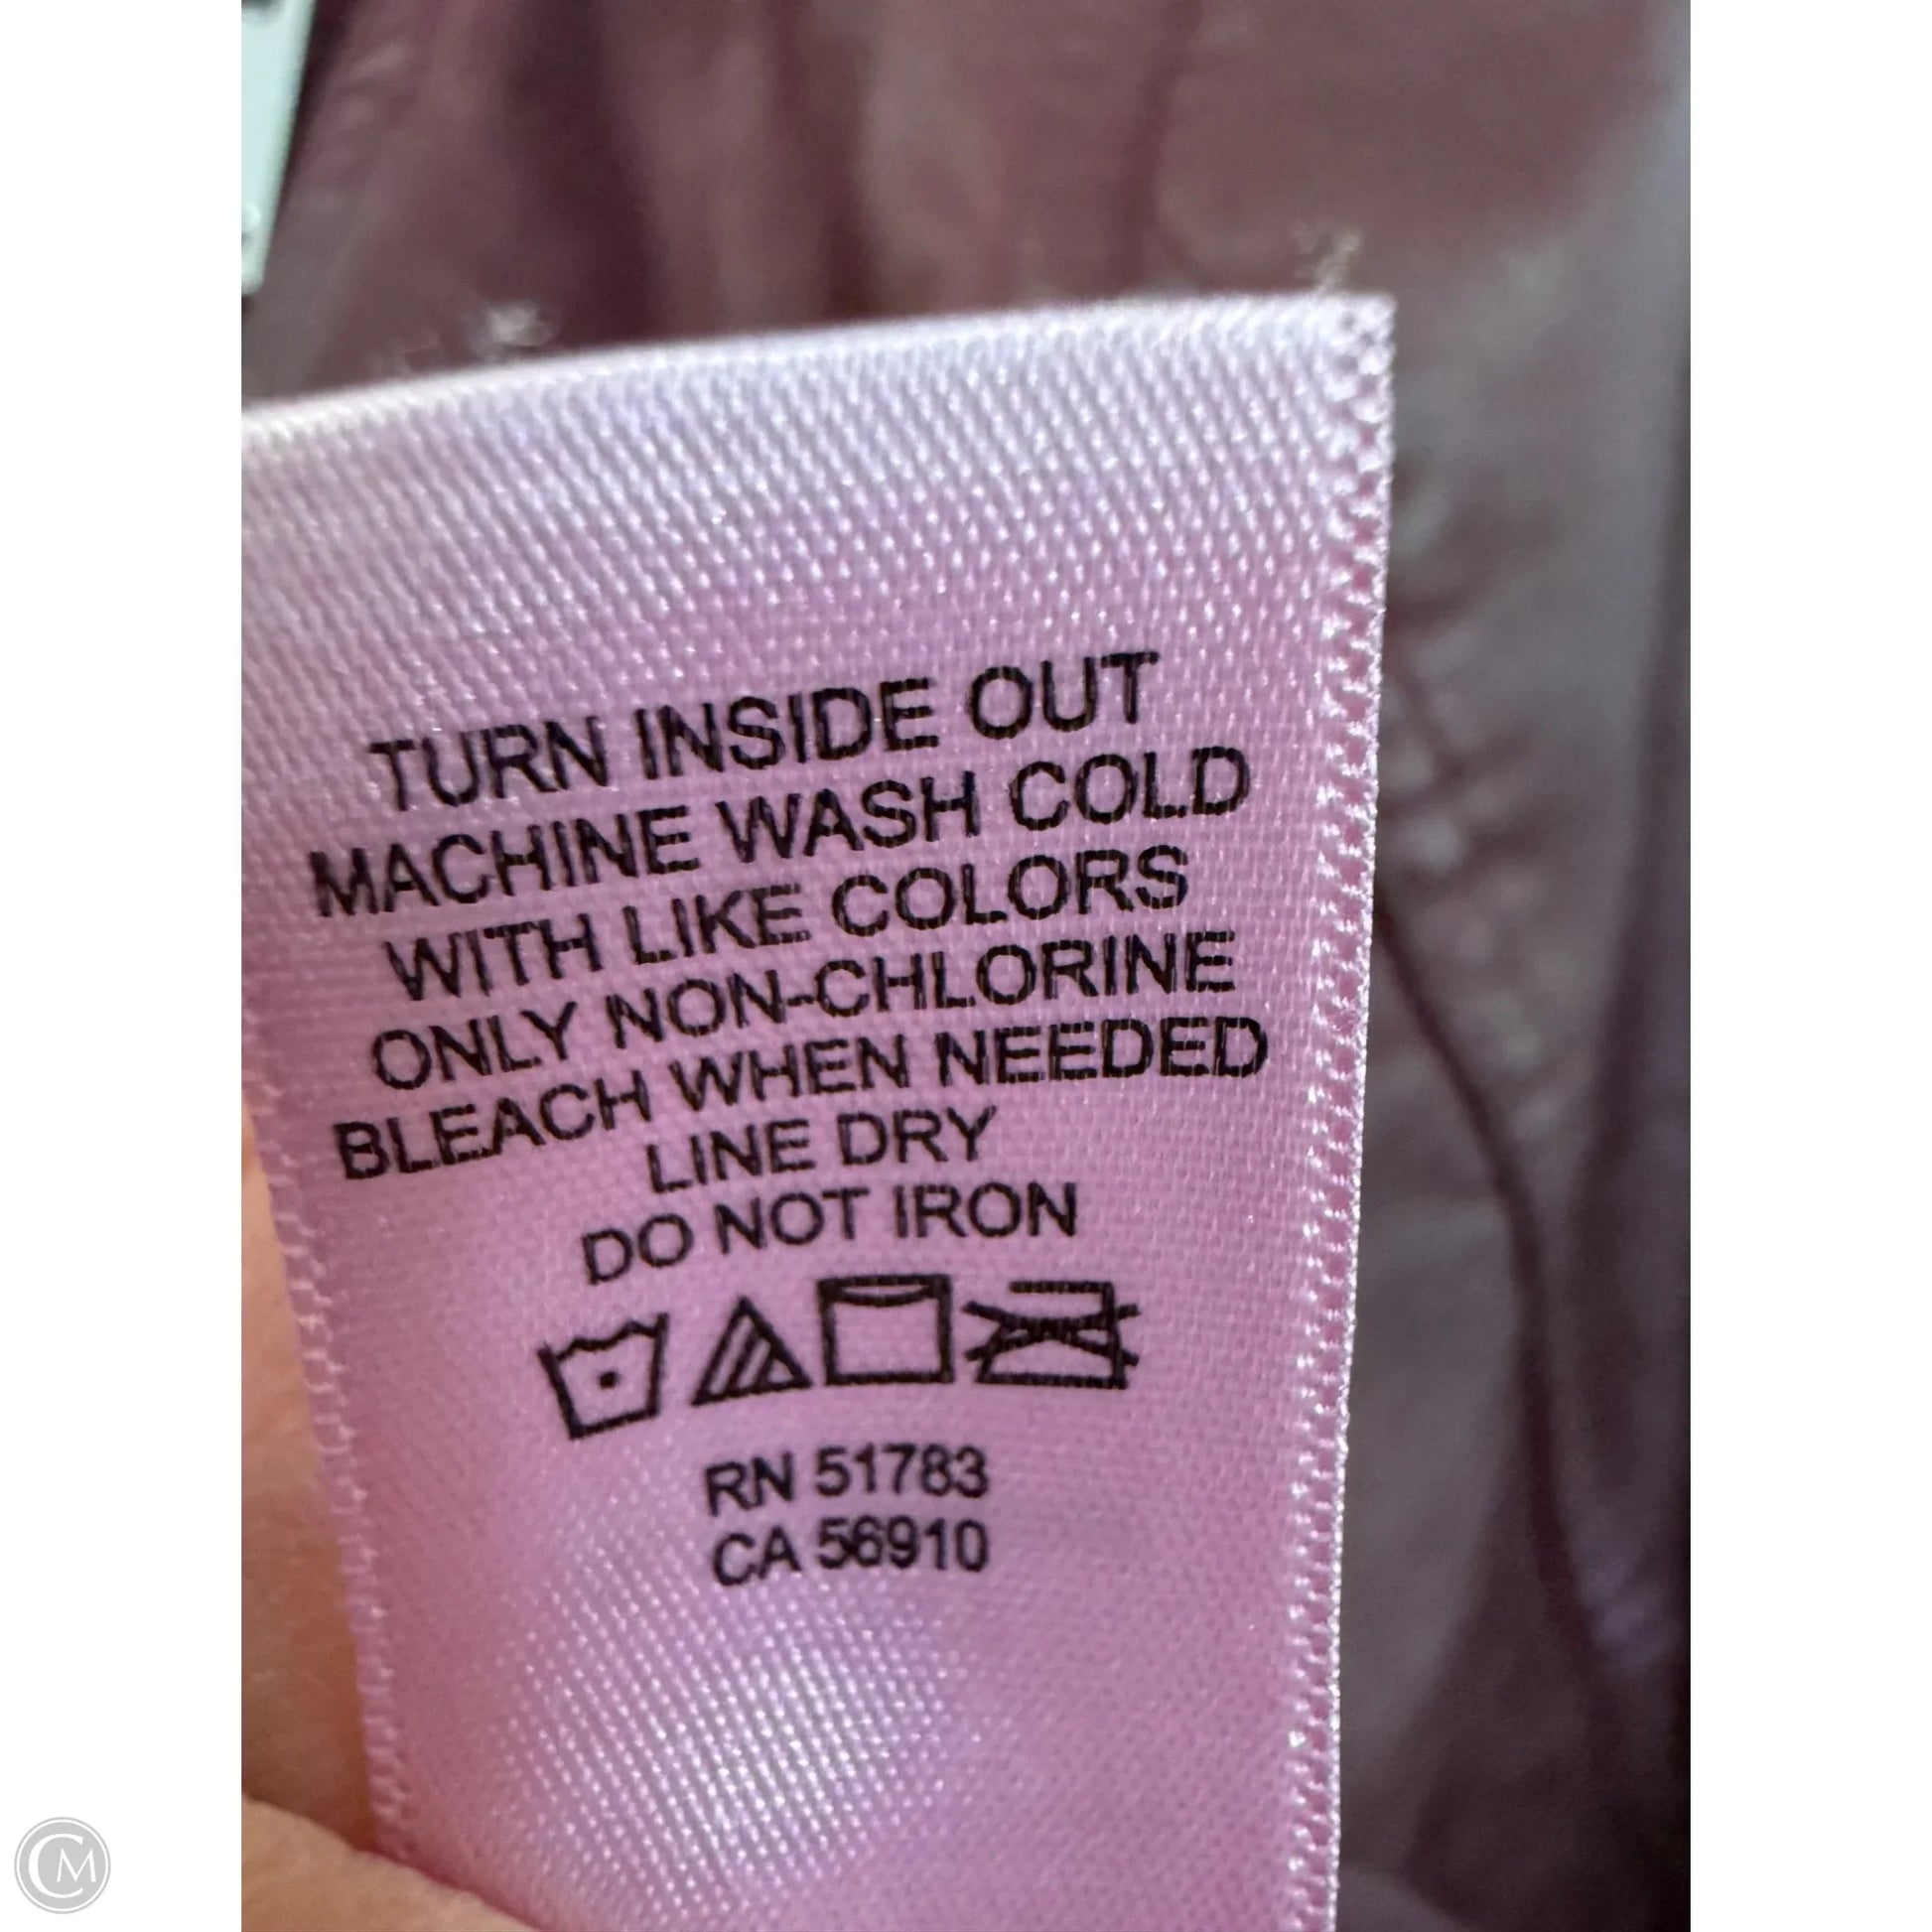 TURN INSIDE OUT
MACHINE WASH COLD
WITH LIKE COLORS
ONLY NON-CHLORINE
BLEACH WHEN NEEDED
LINE DRY
DO NOT IRON
RN 51783
CA 56910
CM